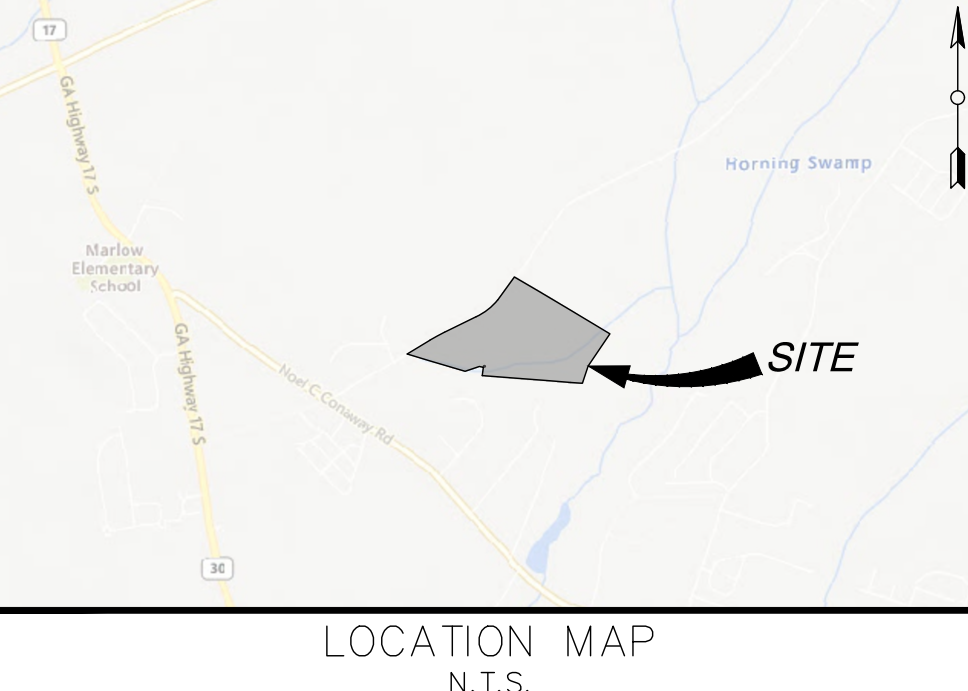 17
GA Highway 17 S
Horning Swamp
Marlow
Elementary
School
GA Highway 17 S
Noel C Conaway Rd
SITE
30
LOCATION MAP
N.T.S.